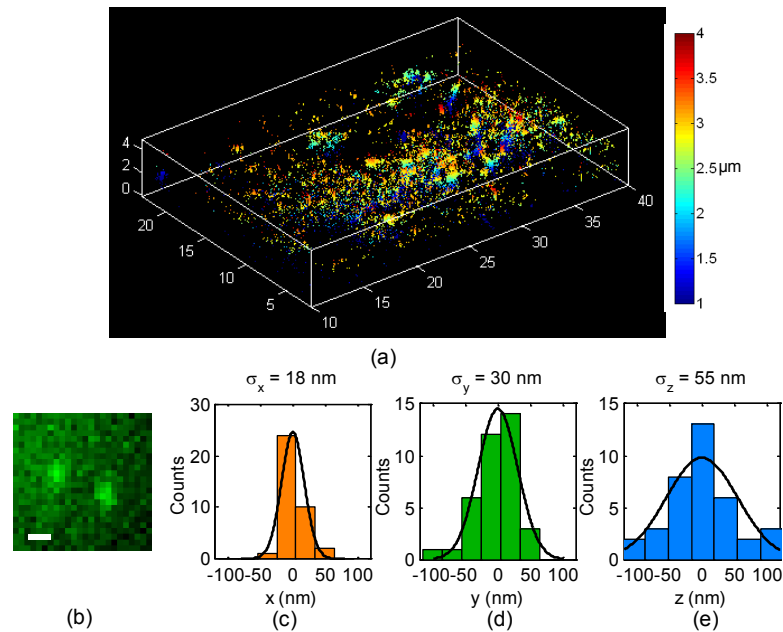 4
2
0
20
15
10
5
10
15
20
25
30
35
40
4
3.5
3
2.5
2
1.5
1
μm
(a)
σx = 18 nm
σy = 30 nm
σz = 55 nm
30
20
10
0
Counts
-100 -50 0 50 100
x (nm)
15
10
5
0
Counts
-100 -50 0 50 100
y (nm)
15
10
5
0
Counts
-100 -50 0 50 100
z (nm)
(b)
(c)
(d)
(e)